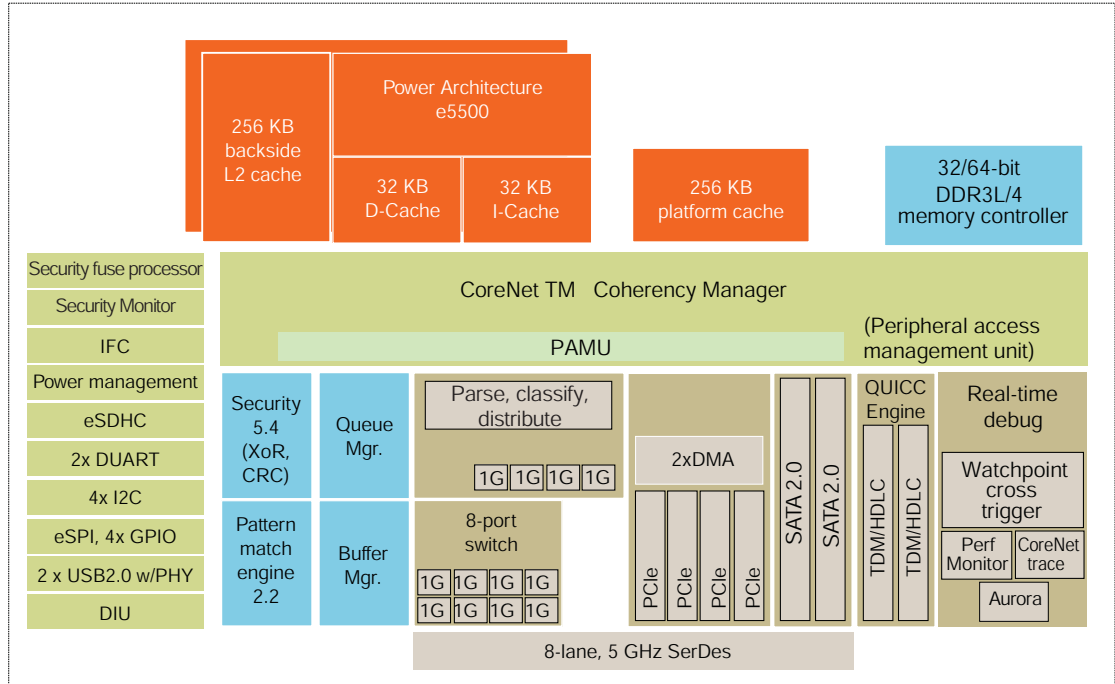 256 KB
backside
L2 cache
Power Architecture
e5500
32 KB
D-Cache
32 KB
I-Cache
256 KB
platform cache
32/64-bit
DDR3L/4
memory controller
Security fuse processor
Security Monitor
IFC
Power management
eSDHC
2x DUART
4x I2C
eSPI, 4x GPIO
2 x USB2.0 w/PHY
DIU
CoreNet TM Coherency Manager
PAMU
(Peripheral access
management unit)
Security
5.4
(XoR,
CRC)
Queue
Mgr.
Pattern
match
engine
2.2
Buffer
Mgr.
Parse, classify,
distribute
1G 1G 1G 1G
8-port
switch
1G 1G 1G 1G
1G 1G 1G 1G
2xDMA
PCIe
PCIe
PCIe
PCIe
SATA 2.0
SATA 2.0
QUICC
Engine
TDM/HDLC
TDM/HDLC
Real-time
debug
Watchpoint
cross
trigger
Perf
Monitor
CoreNet
trace
Aurora
8-lane, 5 GHz SerDes